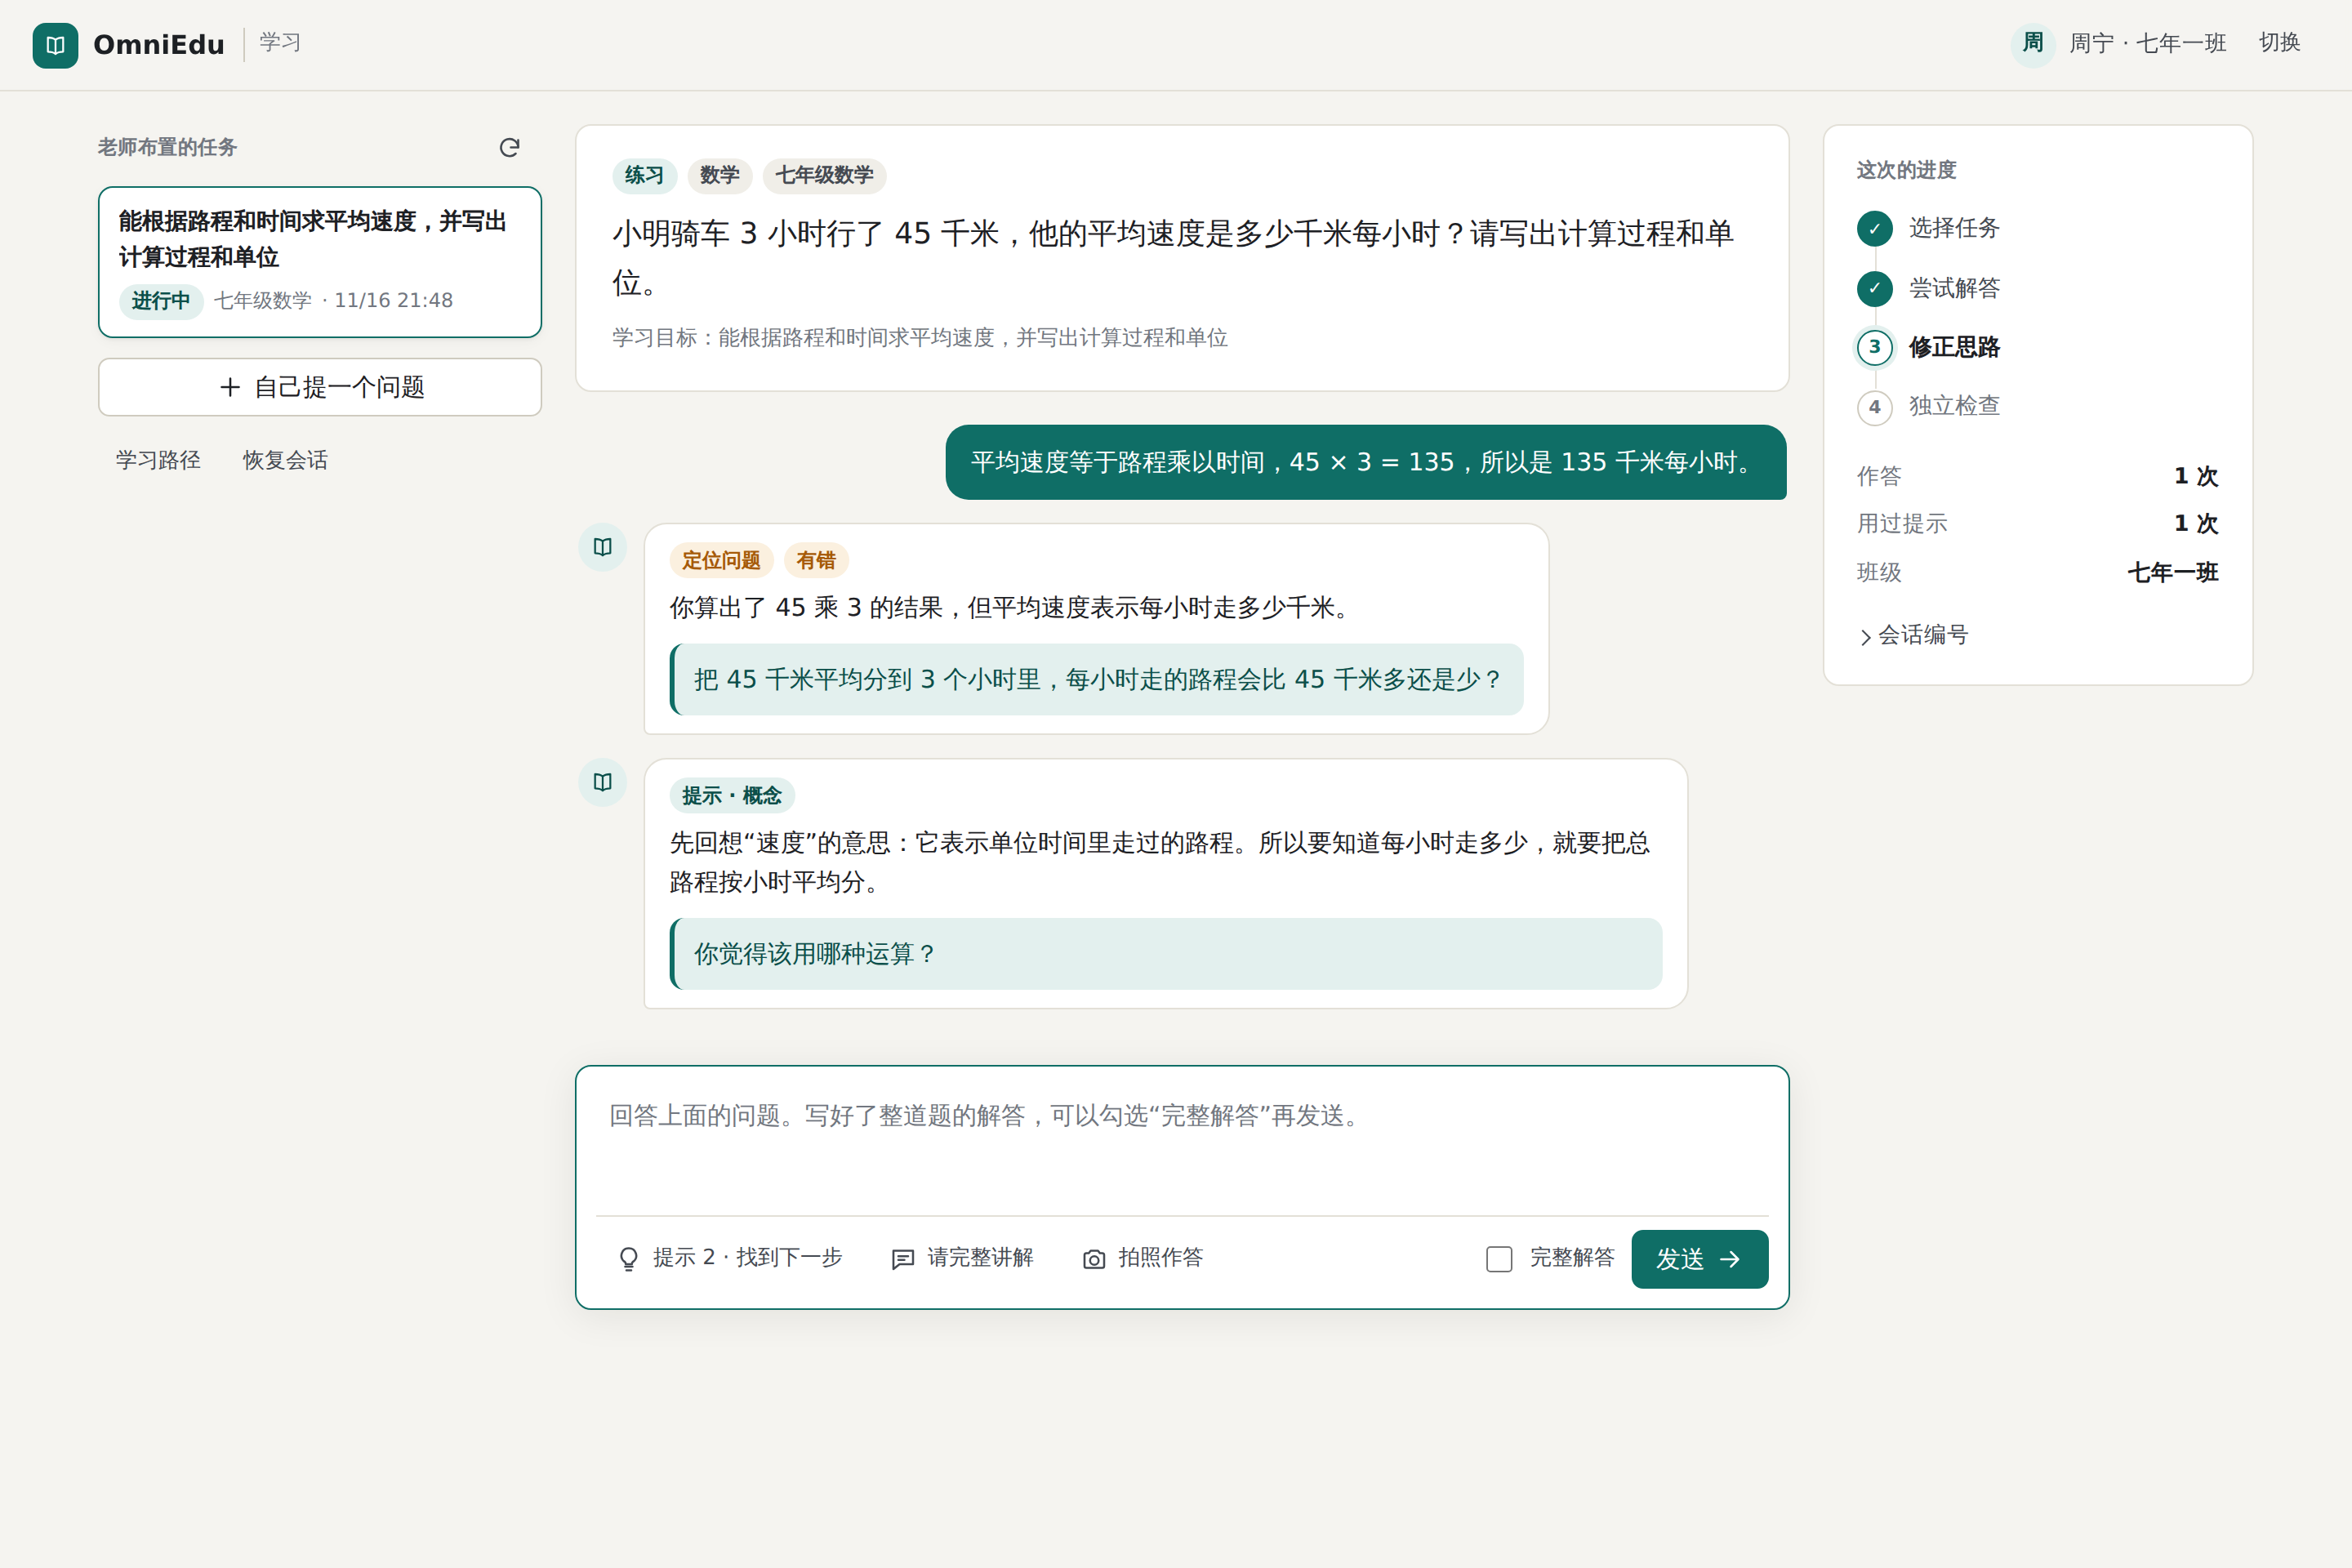 OmniEdu 学习
周 周宁 · 七年一班 切换
老师布置的任务
能根据路程和时间求平均速度，并写出
计算过程和单位
进行中 七年级数学 · 11/16 21:48
自己提一个问题
学习路径 恢复会话
练习 数学 七年级数学
小明骑车 3 小时行了 45 千米，他的平均速度是多少千米每小时？请写出计算过程和单
位。
学习目标：能根据路程和时间求平均速度，并写出计算过程和单位
平均速度等于路程乘以时间，45 × 3 = 135，所以是 135 千米每小时。
定位问题 有错
你算出了 45 乘 3 的结果，但平均速度表示每小时走多少千米。
把 45 千米平均分到 3 个小时里，每小时走的路程会比 45 千米多还是少？
提示 · 概念
先回想“速度”的意思：它表示单位时间里走过的路程。所以要知道每小时走多少，就要把总
路程按小时平均分。
你觉得该用哪种运算？
回答上面的问题。写好了整道题的解答，可以勾选“完整解答”再发送。
提示 2 · 找到下一步 请完整讲解 拍照作答 完整解答 发送
这次的进度
✓ 选择任务
✓ 尝试解答
3 修正思路
4 独立检查
作答 1 次
用过提示 1 次
班级 七年一班
会话编号